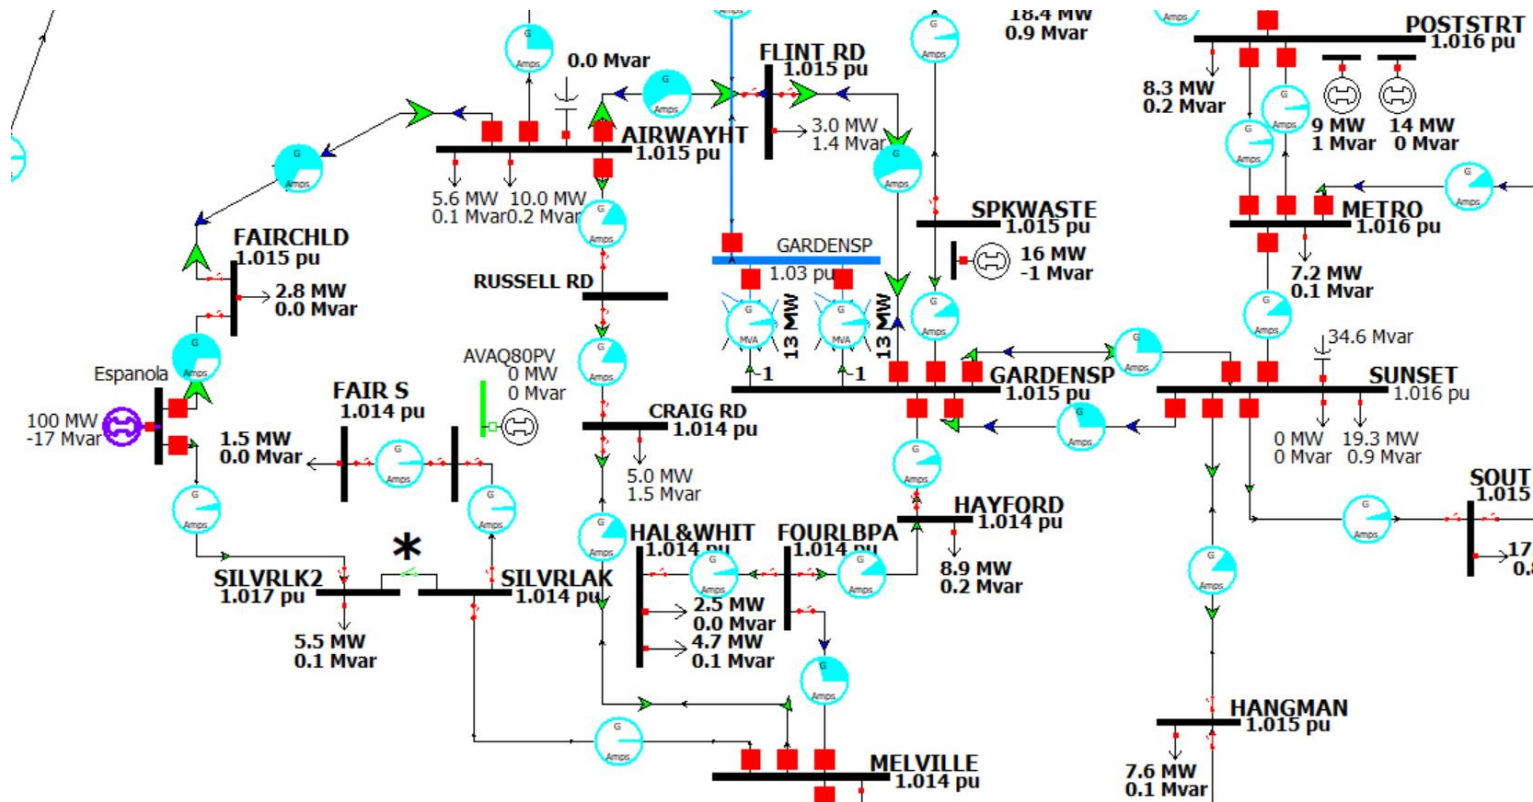 18.4 MW
0.9 Mvar
POSTSTRT
1.016 pu
G
Amps
0.0 Mvar
FLINT RD
1.015 pu
8.3 MW
0.2 Mvar
9 MW
1 Mvar
14 MW
0 Mvar
AIRWAYHT
1.015 pu
3.0 MW
1.4 Mvar
5.6 MW
0.1 Mvar
10.0 MW
0.2 Mvar
SPKWASTE
1.015 pu
16 MW
-1 Mvar
METRO
1.016 pu
7.2 MW
0.1 Mvar
FAIRCHLD
1.015 pu
2.8 MW
0.0 Mvar
GARDENSP
1.03 pu
RUSSELL RD
G
MVA
13 MW
G
MVA
13 MW
-1
-1
34.6 Mvar
GARDENSP
1.015 pu
SUNSET
1.016 pu
0 MW
0 Mvar
19.3 MW
0.9 Mvar
Espanola
100 MW
-17 Mvar
AVAQ80PV
0 MW
0 Mvar
FAIR S
1.014 pu
1.5 MW
0.0 Mvar
CRAIG RD
1.014 pu
5.0 MW
1.5 Mvar
HAYFORD
1.014 pu
8.9 MW
0.2 Mvar
SOUT
1.015
17.
0.8
HAL&WHIT
1.014 pu
FOURLBPA
1.014 pu
2.5 MW
0.0 Mvar
4.7 MW
0.1 Mvar
*
SILVRLK2
1.017 pu
SILVRLAK
1.014 pu
5.5 MW
0.1 Mvar
HANGMAN
1.015 pu
7.6 MW
0.1 Mvar
MELVILLE
1.014 pu